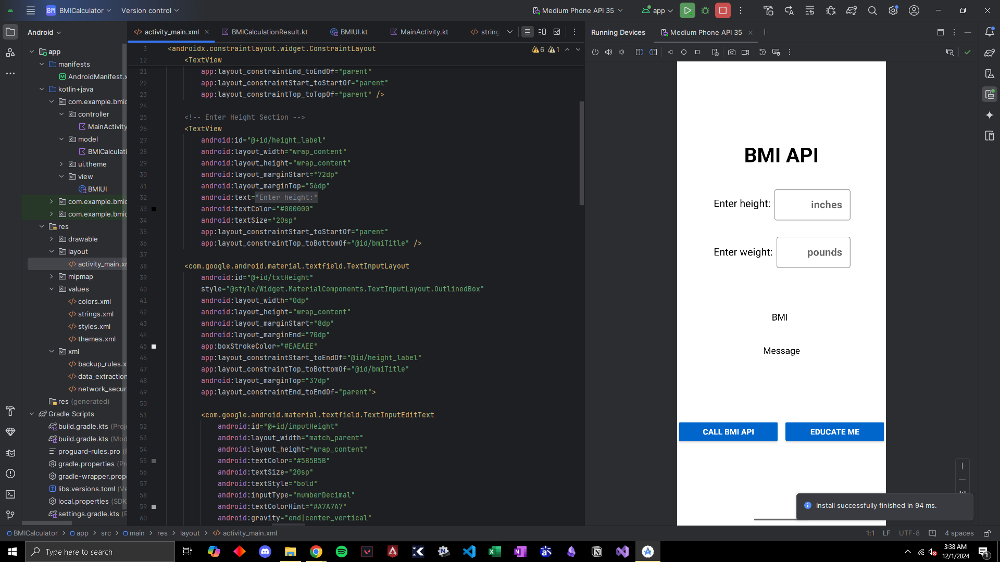 BM BMICalculator Version control Medium Phone API 35 app
Android
app
manifests
AndroidManifest.x
kotlin+java
com.example.bmic
controller
MainActivity
model
BMICalculati
ui.theme
view
BMIUI
com.example.bmic
com.example.bmic
res
drawable
layout
activity_main.xm
mipmap
values
colors.xml
strings.xml
styles.xml
themes.xml
xml
backup_rules.x
data_extraction
network_secur
res (generated)
Gradle Scripts
build.gradle.kts (Proje
build.gradle.kts (Mod
proguard-rules.pro (P
gradle.properties (Pr
gradle-wrapper.prope
libs.versions.toml (Ve
local.properties (SDK
settings.gradle.kts (P
activity_main.xml BMICalculationResult.kt BMIUI.kt MainActivity.kt string
6 1
3 <androidx.constraintlayout.widget.ConstraintLayout
12 <TextView
21 app:layout_constraintEnd_toEndOf="parent"
22 app:layout_constraintStart_toStartOf="parent"
23 app:layout_constraintTop_toTopOf="parent" />
24
25 <!-- Enter Height Section -->
26 <TextView
27 android:id="@+id/height_label"
28 android:layout_width="wrap_content"
29 android:layout_height="wrap_content"
30 android:layout_marginStart="72dp"
31 android:layout_marginTop="56dp"
32 android:text="Enter height:"
33 android:textColor="#000000"
34 android:textSize="20sp"
35 app:layout_constraintStart_toStartOf="parent"
36 app:layout_constraintTop_toBottomOf="@id/bmiTitle" />
37
38 <com.google.android.material.textfield.TextInputLayout
39 android:id="@+id/txtHeight"
40 style="@style/Widget.MaterialComponents.TextInputLayout.OutlinedBox"
41 android:layout_width="0dp"
42 android:layout_height="wrap_content"
43 android:layout_marginStart="8dp"
44 android:layout_marginEnd="70dp"
45 app:boxStrokeColor="#EAEAEE"
46 app:layout_constraintStart_toEndOf="@id/height_label"
47 app:layout_constraintTop_toBottomOf="@id/bmiTitle"
48 android:layout_marginTop="37dp"
49 app:layout_constraintEnd_toEndOf="parent">
50
51 <com.google.android.material.textfield.TextInputEditText
52 android:id="@+id/inputHeight"
53 android:layout_width="match_parent"
54 android:layout_height="wrap_content"
55 android:textColor="#5B5B5B"
56 android:textSize="20sp"
57 android:textStyle="bold"
58 android:inputType="numberDecimal"
59 android:textColorHint="#A7A7A7"
60 android:gravity="end|center_vertical"
Running Devices Medium Phone API 35
BMI API
Enter height: inches
Enter weight: pounds
BMI
Message
CALL BMI API EDUCATE ME
Install successfully finished in 94 ms.
BMICalculator > app > src > main > res > layout > activity_main.xml
1:1 LF UTF-8 4 spaces
Type here to search
3:38 AM
12/1/2024
1